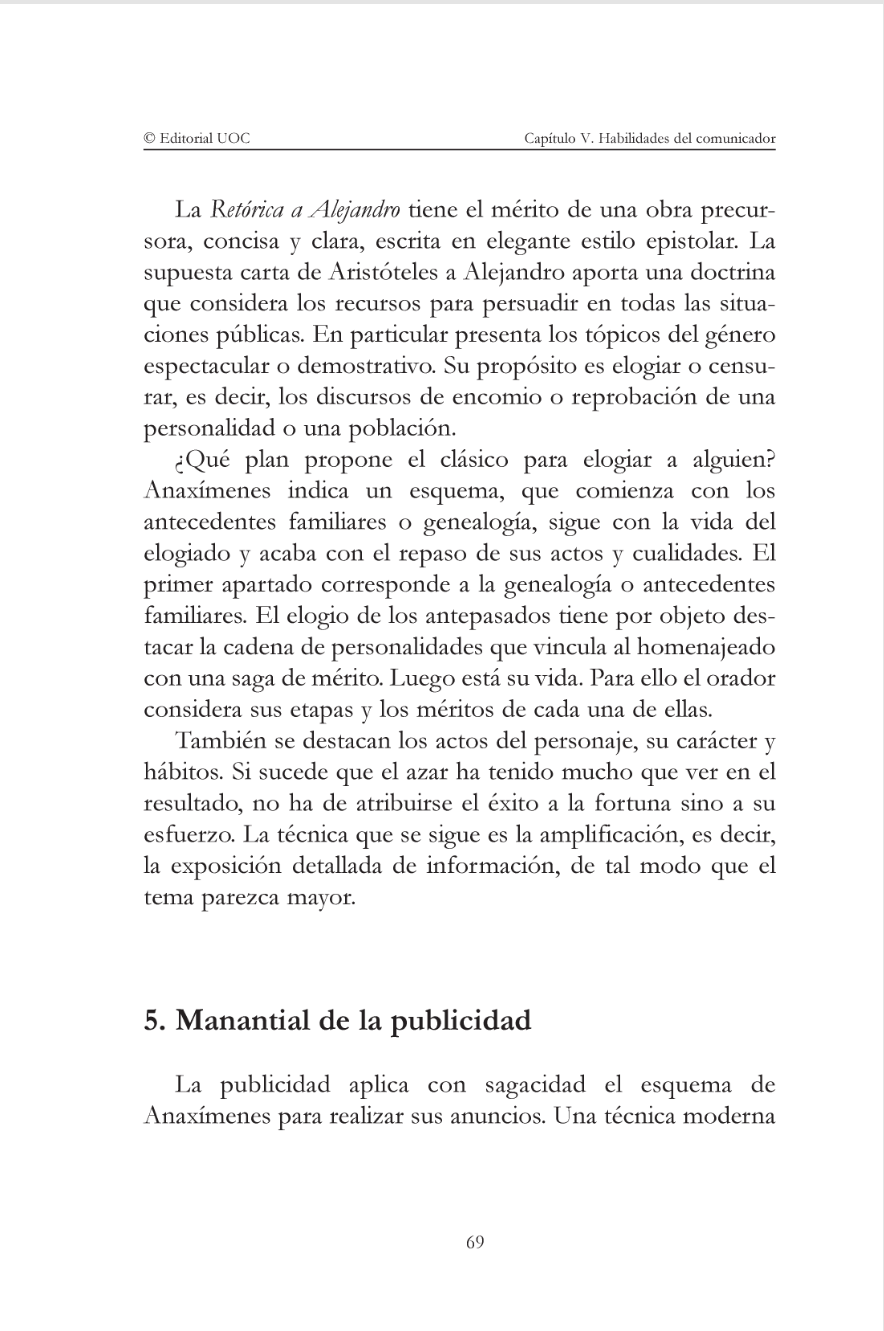 © Editorial UOC Capítulo V. Habilidades del comunicador
La Retórica a Alejandro tiene el mérito de una obra precur-
sora, concisa y clara, escrita en elegante estilo epistolar. La
supuesta carta de Aristóteles a Alejandro aporta una doctrina
que considera los recursos para persuadir en todas las situa-
ciones públicas. En particular presenta los tópicos del género
espectacular o demostrativo. Su propósito es elogiar o censu-
rar, es decir, los discursos de encomio o reprobación de una
personalidad o una población.
¿Qué plan propone el clásico para elogiar a alguien?
Anaxímenes indica un esquema, que comienza con los
antecedentes familiares o genealogía, sigue con la vida del
elogiado y acaba con el repaso de sus actos y cualidades. El
primer apartado corresponde a la genealogía o antecedentes
familiares. El elogio de los antepasados tiene por objeto des-
tacar la cadena de personalidades que vincula al homenajeado
con una saga de mérito. Luego está su vida. Para ello el orador
considera sus etapas y los méritos de cada una de ellas.
También se destacan los actos del personaje, su carácter y
hábitos. Si sucede que el azar ha tenido mucho que ver en el
resultado, no ha de atribuirse el éxito a la fortuna sino a su
esfuerzo. La técnica que se sigue es la amplificación, es decir,
la exposición detallada de información, de tal modo que el
tema parezca mayor.
5. Manantial de la publicidad
La publicidad aplica con sagacidad el esquema de
Anaxímenes para realizar sus anuncios. Una técnica moderna
69